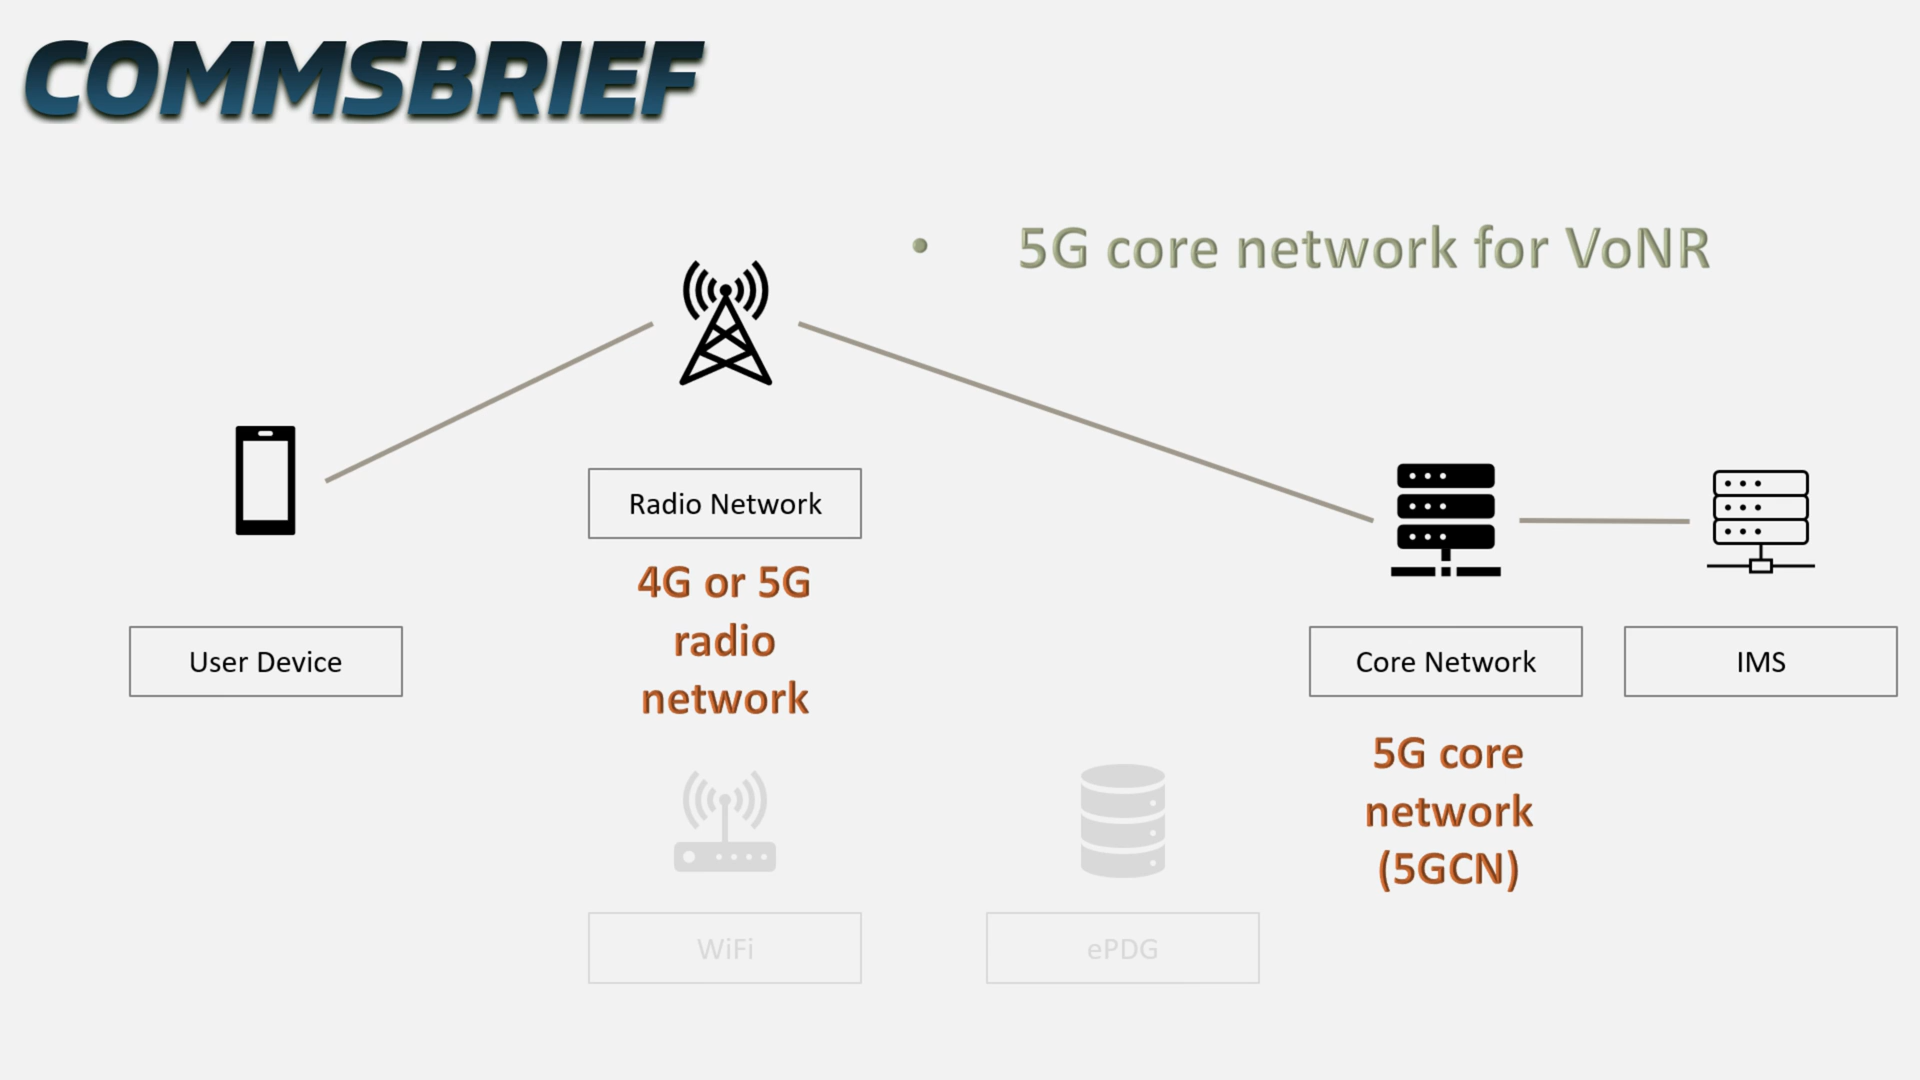 COMMSBRIEF
• 5G core network for VoNR
Radio Network
4G or 5G
radio
network
User Device
Core Network
IMS
5G core
network
(5GCN)
WiFi
ePDG